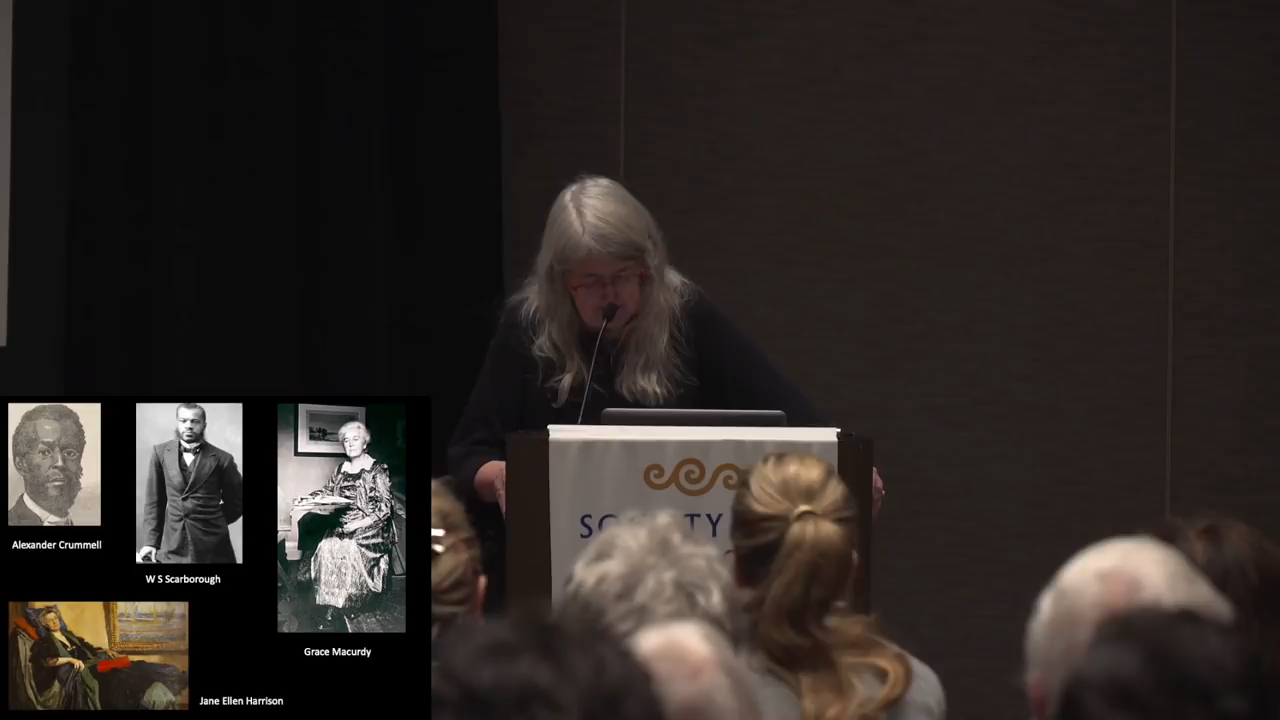 Alexander Crummell
W S Scarborough
Grace Macurdy
Jane Ellen Harrison